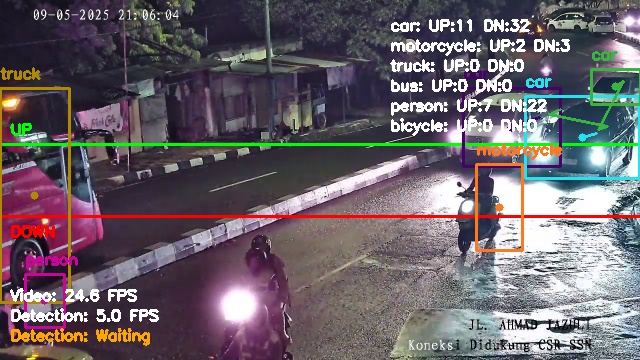 09-05-2025 21:06:04
car: UP:11 DN:32
motorcycle: UP:2 DN:3
truck: UP:0 DN:0
bus: UP:0 DN:0
person: UP:7 DN:22
bicycle: UP:0 DN:0
truck
car
car
UP
motorcycle
DOWN
person
Video: 24.6 FPS
Detection: 5.0 FPS
Detection: Waiting
JL. AHMAD JAZULI
Koneksi Didukung CSR SSN